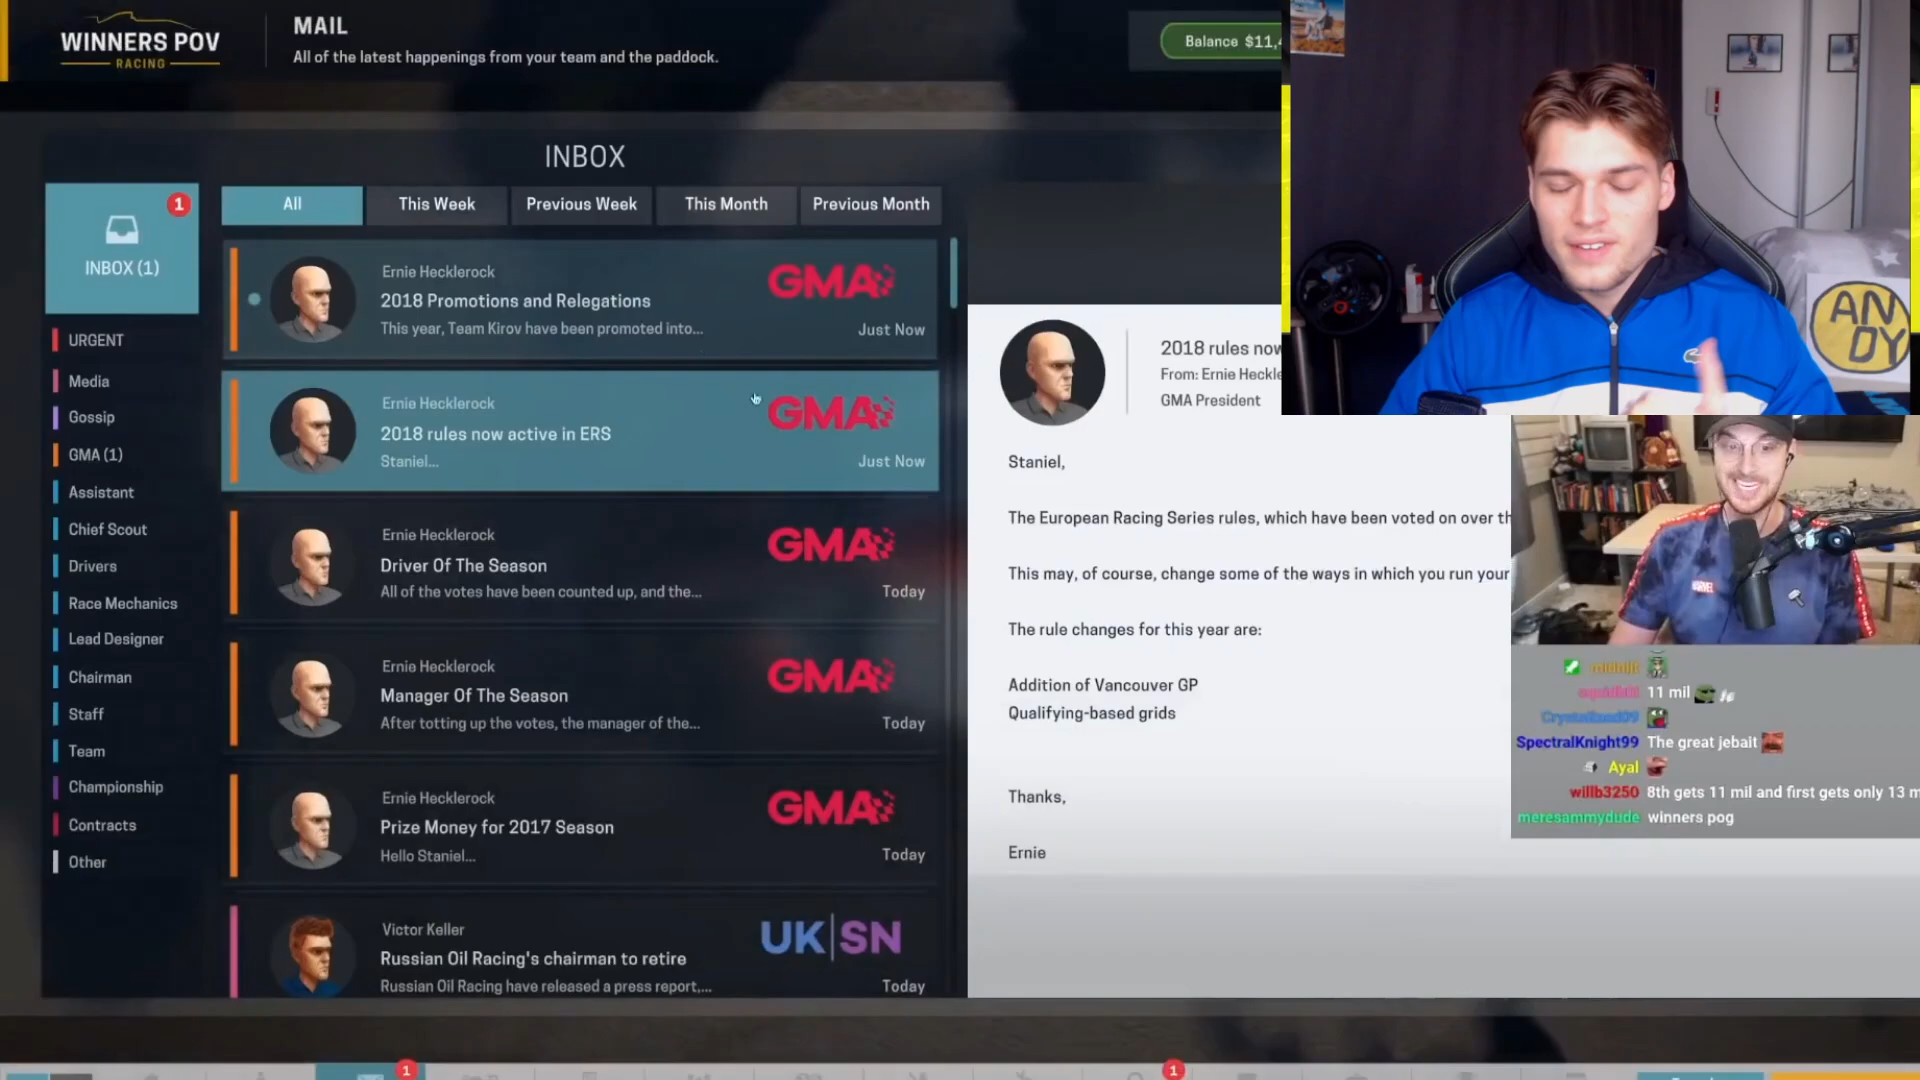 WINNERS POV
RACING
MAIL
All of the latest happenings from your team and the paddock.
Balance $11,4
INBOX
1
INBOX (1)
All
This Week
Previous Week
This Month
Previous Month
URGENT
Media
Gossip
GMA (1)
Assistant
Chief Scout
Drivers
Race Mechanics
Lead Designer
Chairman
Staff
Team
Championship
Contracts
Other
Ernie Hecklerock
2018 Promotions and Relegations
This year, Team Kirov have been promoted into...
GMA
Just Now
Ernie Hecklerock
2018 rules now active in ERS
Staniel...
GMA
Just Now
Ernie Hecklerock
Driver Of The Season
All of the votes have been counted up, and the...
GMA
Today
Ernie Hecklerock
Manager Of The Season
After totting up the votes, the manager of the...
GMA
Today
Ernie Hecklerock
Prize Money for 2017 Season
Hello Staniel...
GMA
Today
Victor Keller
Russian Oil Racing's chairman to retire
Russian Oil Racing have released a press report,...
UK|SN
Today
2018 rules now
From: Ernie Heckle
GMA President
Staniel,
The European Racing Series rules, which have been voted on over th
This may, of course, change some of the ways in which you run your
The rule changes for this year are:
Addition of Vancouver GP
Qualifying-based grids
Thanks,
Ernie
AN
DY
MARVEL
11 mil
SpectralKnight99 The great jebait
Ayal
willb3250 8th gets 11 mil and first gets only 13 m
meresammydude winners pog
1
1